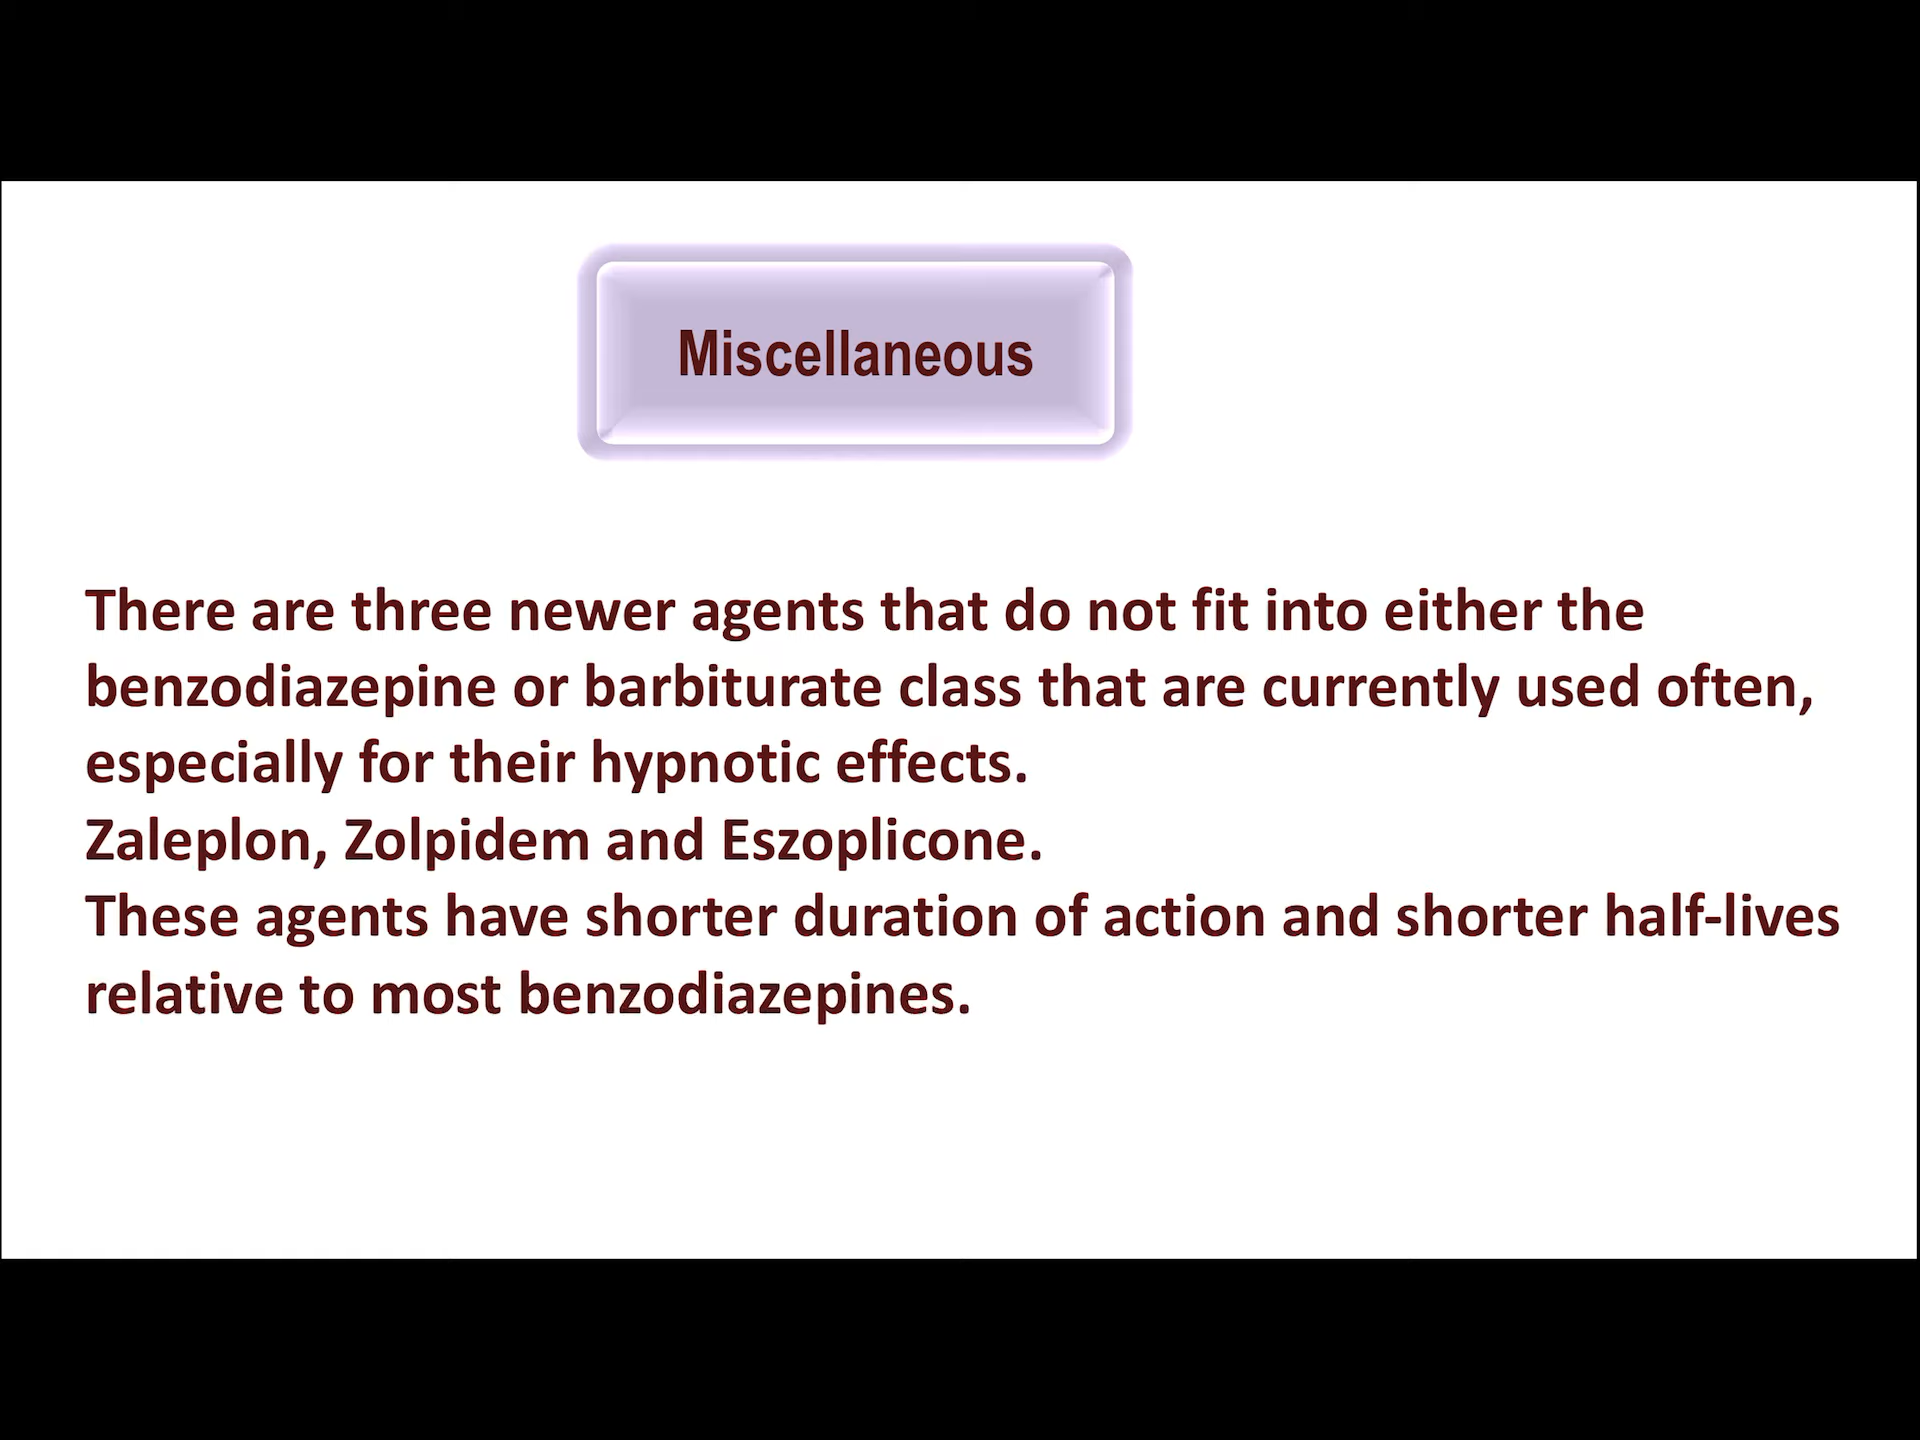 Miscellaneous
There are three newer agents that do not fit into either the
benzodiazepine or barbiturate class that are currently used often,
especially for their hypnotic effects.
Zaleplon, Zolpidem and Eszoplicone.
These agents have shorter duration of action and shorter half-lives
relative to most benzodiazepines.